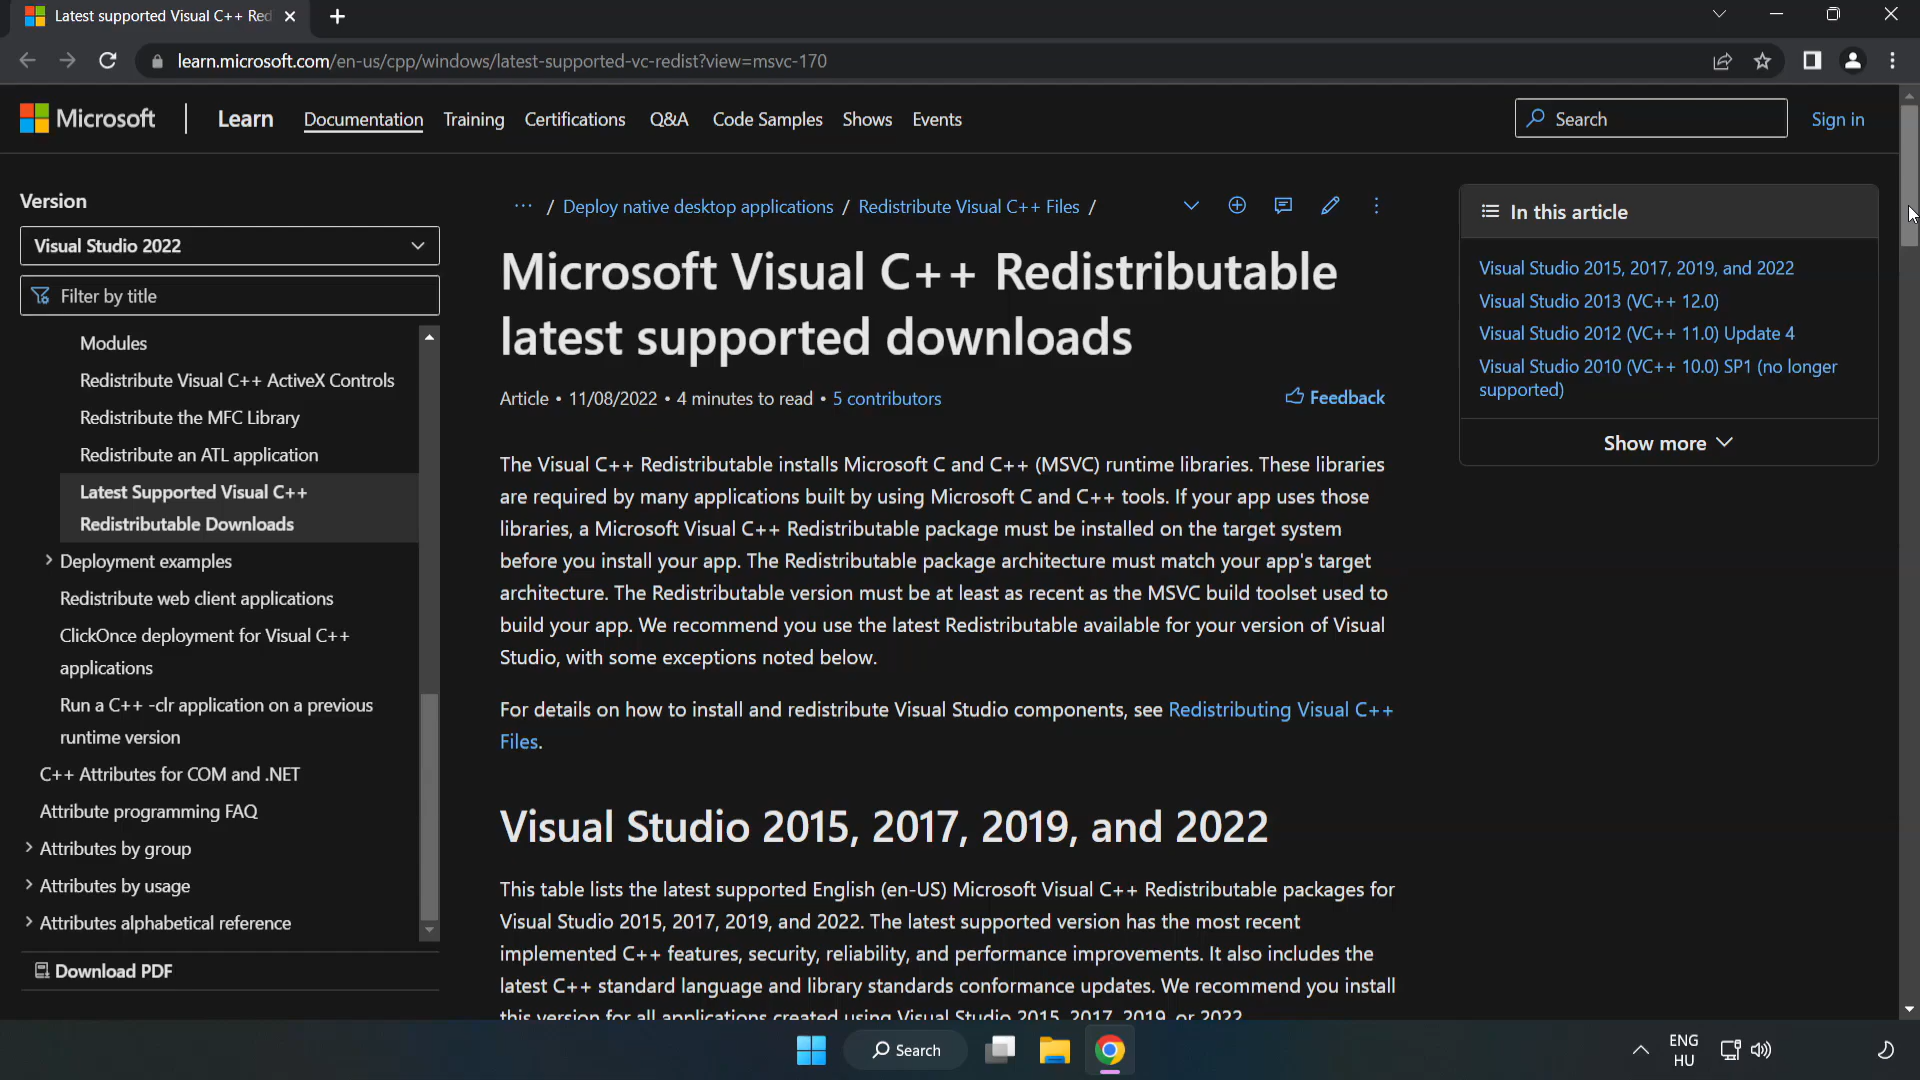 Latest supported Visual C++ Red
learn.microsoft.com/en-us/cpp/windows/latest-supported-vc-redist?view=msvc-170
Microsoft
Learn
Documentation
Training
Certifications
Q&A
Code Samples
Shows
Events
Search
Sign in
Version
Visual Studio 2022
Filter by title
Modules
Redistribute Visual C++ ActiveX Controls
Redistribute the MFC Library
Redistribute an ATL application
Latest Supported Visual C++
Redistributable Downloads
Deployment examples
Redistribute web client applications
ClickOnce deployment for Visual C++
applications
Run a C++ -clr application on a previous
runtime version
C++ Attributes for COM and .NET
Attribute programming FAQ
Attributes by group
Attributes by usage
Attributes alphabetical reference
Download PDF
··· / Deploy native desktop applications / Redistribute Visual C++ Files /
Microsoft Visual C++ Redistributable
latest supported downloads
Article • 11/08/2022 • 4 minutes to read • 5 contributors
Feedback
The Visual C++ Redistributable installs Microsoft C and C++ (MSVC) runtime libraries. These libraries
are required by many applications built by using Microsoft C and C++ tools. If your app uses those
libraries, a Microsoft Visual C++ Redistributable package must be installed on the target system
before you install your app. The Redistributable package architecture must match your app's target
architecture. The Redistributable version must be at least as recent as the MSVC build toolset used to
build your app. We recommend you use the latest Redistributable available for your version of Visual
Studio, with some exceptions noted below.
For details on how to install and redistribute Visual Studio components, see Redistributing Visual C++
Files.
Visual Studio 2015, 2017, 2019, and 2022
This table lists the latest supported English (en-US) Microsoft Visual C++ Redistributable packages for
Visual Studio 2015, 2017, 2019, and 2022. The latest supported version has the most recent
implemented C++ features, security, reliability, and performance improvements. It also includes the
latest C++ standard language and library standards conformance updates. We recommend you install
this version for all applications created using Visual Studio 2015, 2017, 2019, or 2022.
In this article
Visual Studio 2015, 2017, 2019, and 2022
Visual Studio 2013 (VC++ 12.0)
Visual Studio 2012 (VC++ 11.0) Update 4
Visual Studio 2010 (VC++ 10.0) SP1 (no longer
supported)
Show more
Search
ENG
HU